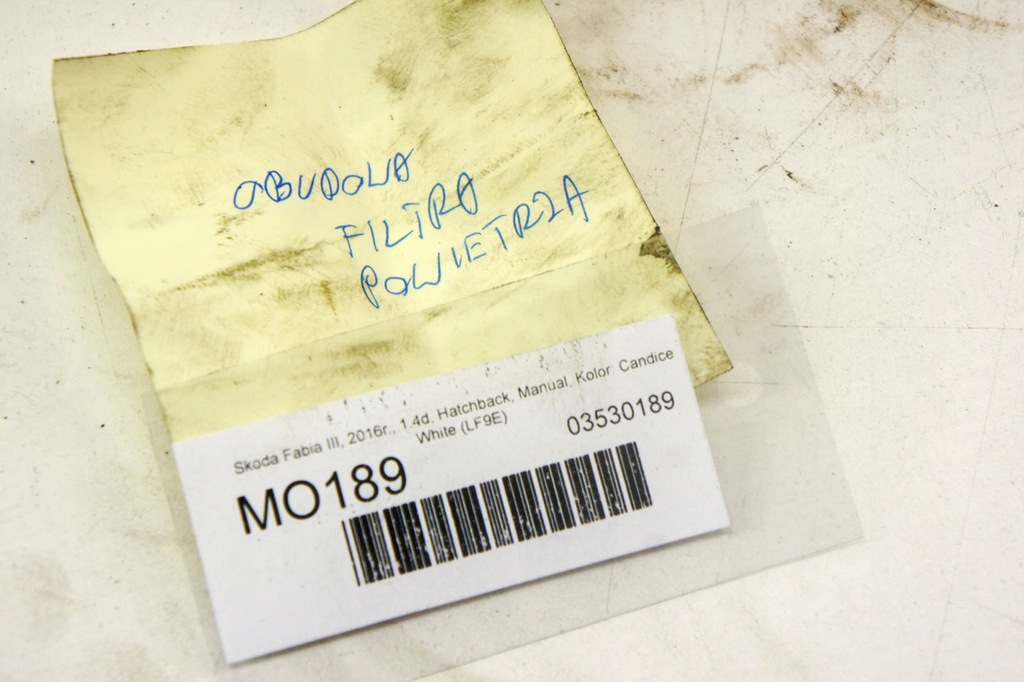 OBUDOWA
FILTRA
POWIETRZA
Skoda Fabia III, 2016r., 1.4d, Hatchback, Manual, Kolor: Candice
White (LF9E)
03530189
MO189